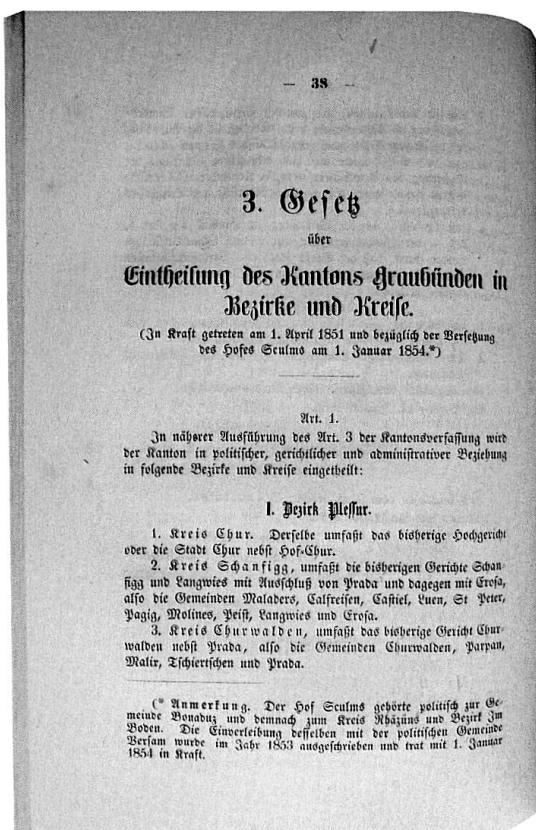 — 38 —
3. Gesetz
über
Eintheilung des Kantons Graubünden in
Bezirke und Kreise.
(In Kraft getreten am 1. April 1851 und bezüglich der Versetzung
des Hofes Sculms am 1. Januar 1854.*)
Art. 1.
In näherer Ausführung des Art. 3 der Kantonsverfassung wird
der Kanton in politischer, gerichtlicher und administrativer Beziehung
in folgende Bezirke und Kreise eingetheilt:
I. Bezirk Plessur.
1. Kreis Chur. Derselbe umfaßt das bisherige Hochgericht
oder die Stadt Chur nebst Hof-Chur.
2. Kreis Schanfigg, umfaßt die bisherigen Gerichte Schan-
figg und Langwies mit Ausschluß von Prada und dagegen mit Erosa,
also die Gemeinden Maladers, Calfreisen, Castiel, Luen, St Peter,
Pagig, Molines, Peist, Langwies und Erosa.
3. Kreis Churwalden, umfaßt das bisherige Gericht Chur-
walden nebst Prada, also die Gemeinden Churwalden, Parpan,
Malix, Tschiertschen und Prada.
(* Anmerkung. Der Hof Sculms gehörte politisch zur Ge-
meinde Bonaduz und demnach zum Kreis Rhäzüns und Bezirk Im
Boden. Die Einverleibung desselben mit der politischen Gemeinde
Versam wurde im Jahr 1853 ausgeschrieben und trat mit 1. Januar
1854 in Kraft.